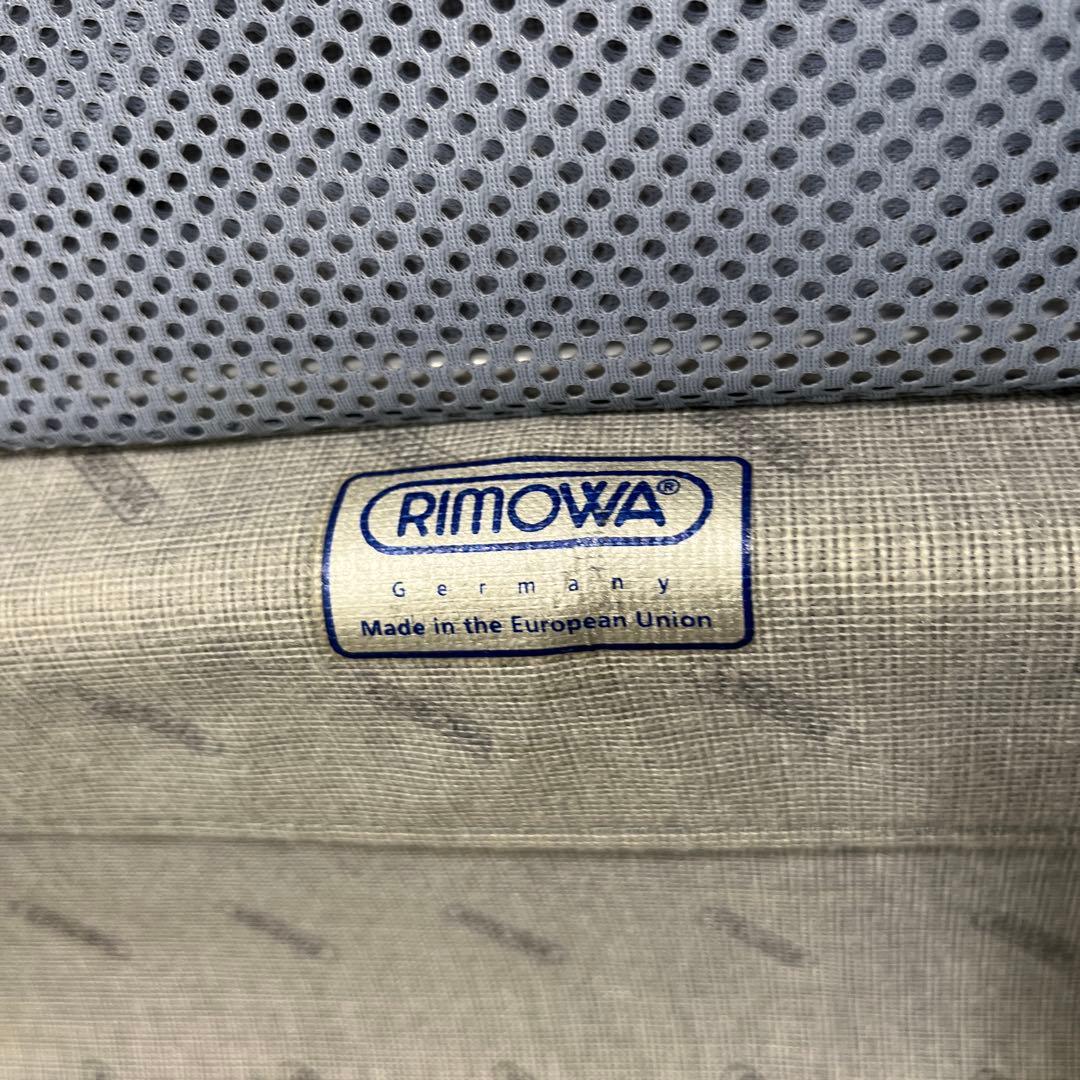 RIMOWA®
Germany
Made in the European Union